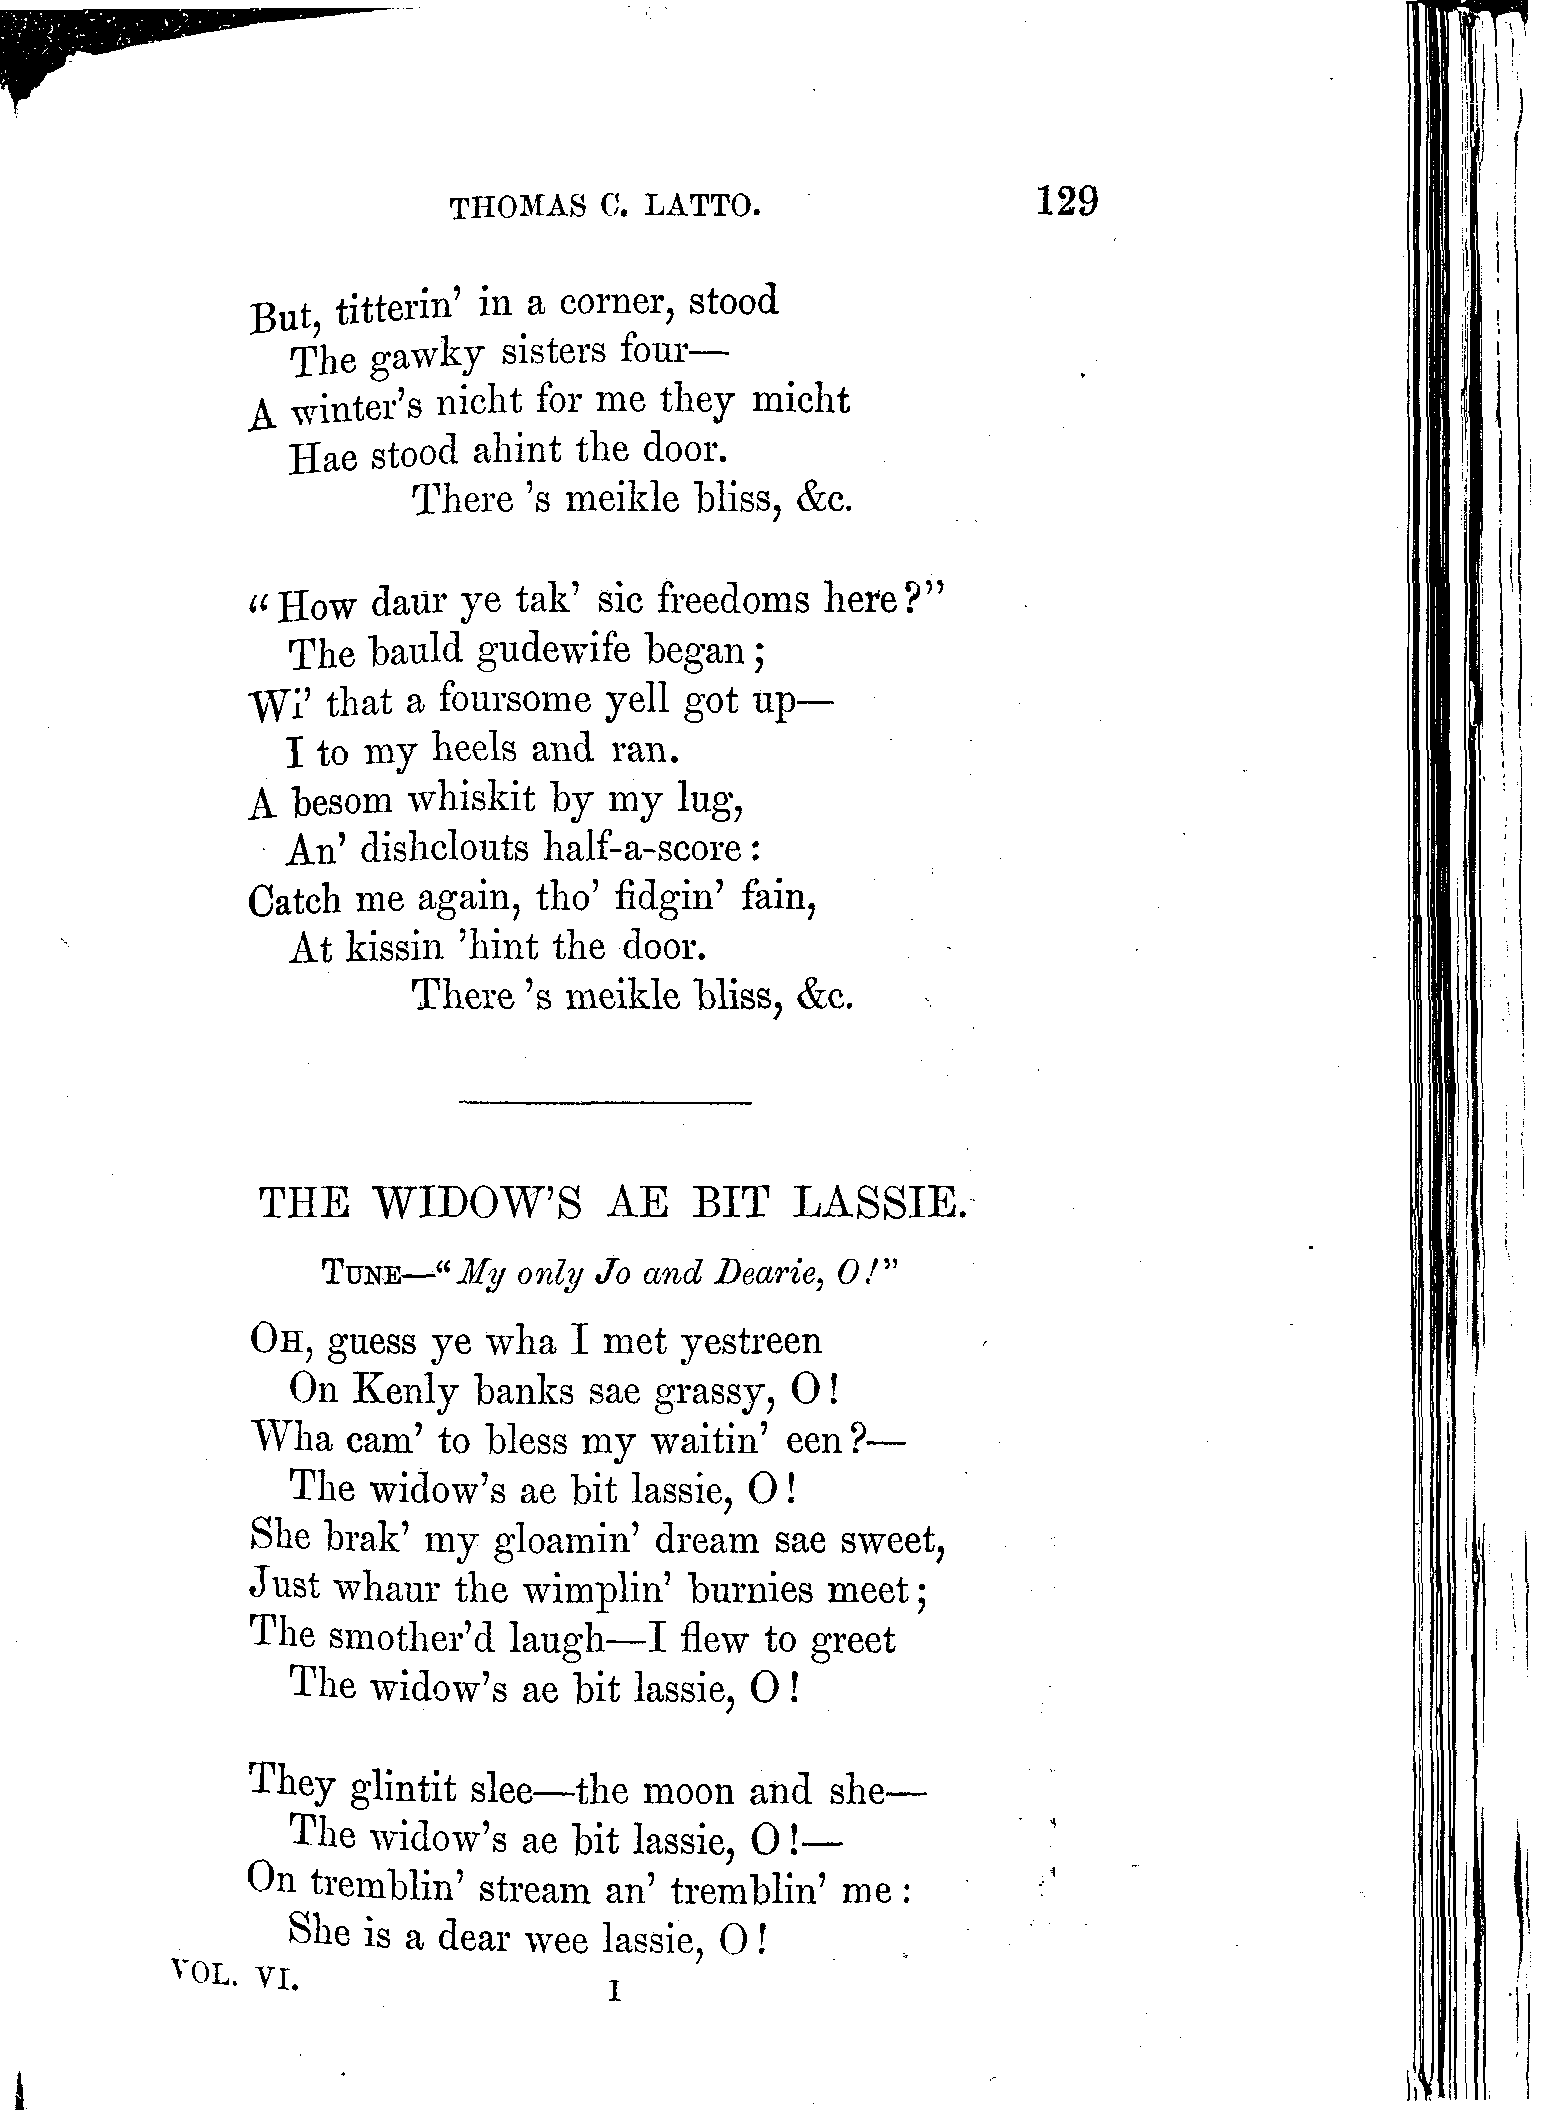 THOMAS C. LATTO. 129
But, titterin' in a corner, stood
The gawky sisters four—
A winter's nicht for me they micht
Hae stood ahint the door.
There 's meikle bliss, &c.
"How daur ye tak' sic freedoms here?"
The bauld gudewife began;
Wi' that a foursome yell got up—
I to my heels and ran.
A besom whiskit by my lug,
An' dishclouts half-a-score:
Catch me again, tho' fidgin' fain,
At kissin 'hint the door.
There 's meikle bliss, &c.
THE WIDOW'S AE BIT LASSIE.
TUNE—"My only Jo and Dearie, O!"
OH, guess ye wha I met yestreen
On Kenly banks sae grassy, O!
Wha cam' to bless my waitin' een?—
The widow's ae bit lassie, O!
She brak' my gloamin' dream sae sweet,
Just whaur the wimplin' burnies meet;
The smother'd laugh—I flew to greet
The widow's ae bit lassie, O!
They glintit slee—the moon and she—
The widow's ae bit lassie, O!—
On tremblin' stream an' tremblin' me:
She is a dear wee lassie, O!
VOL. VI. I